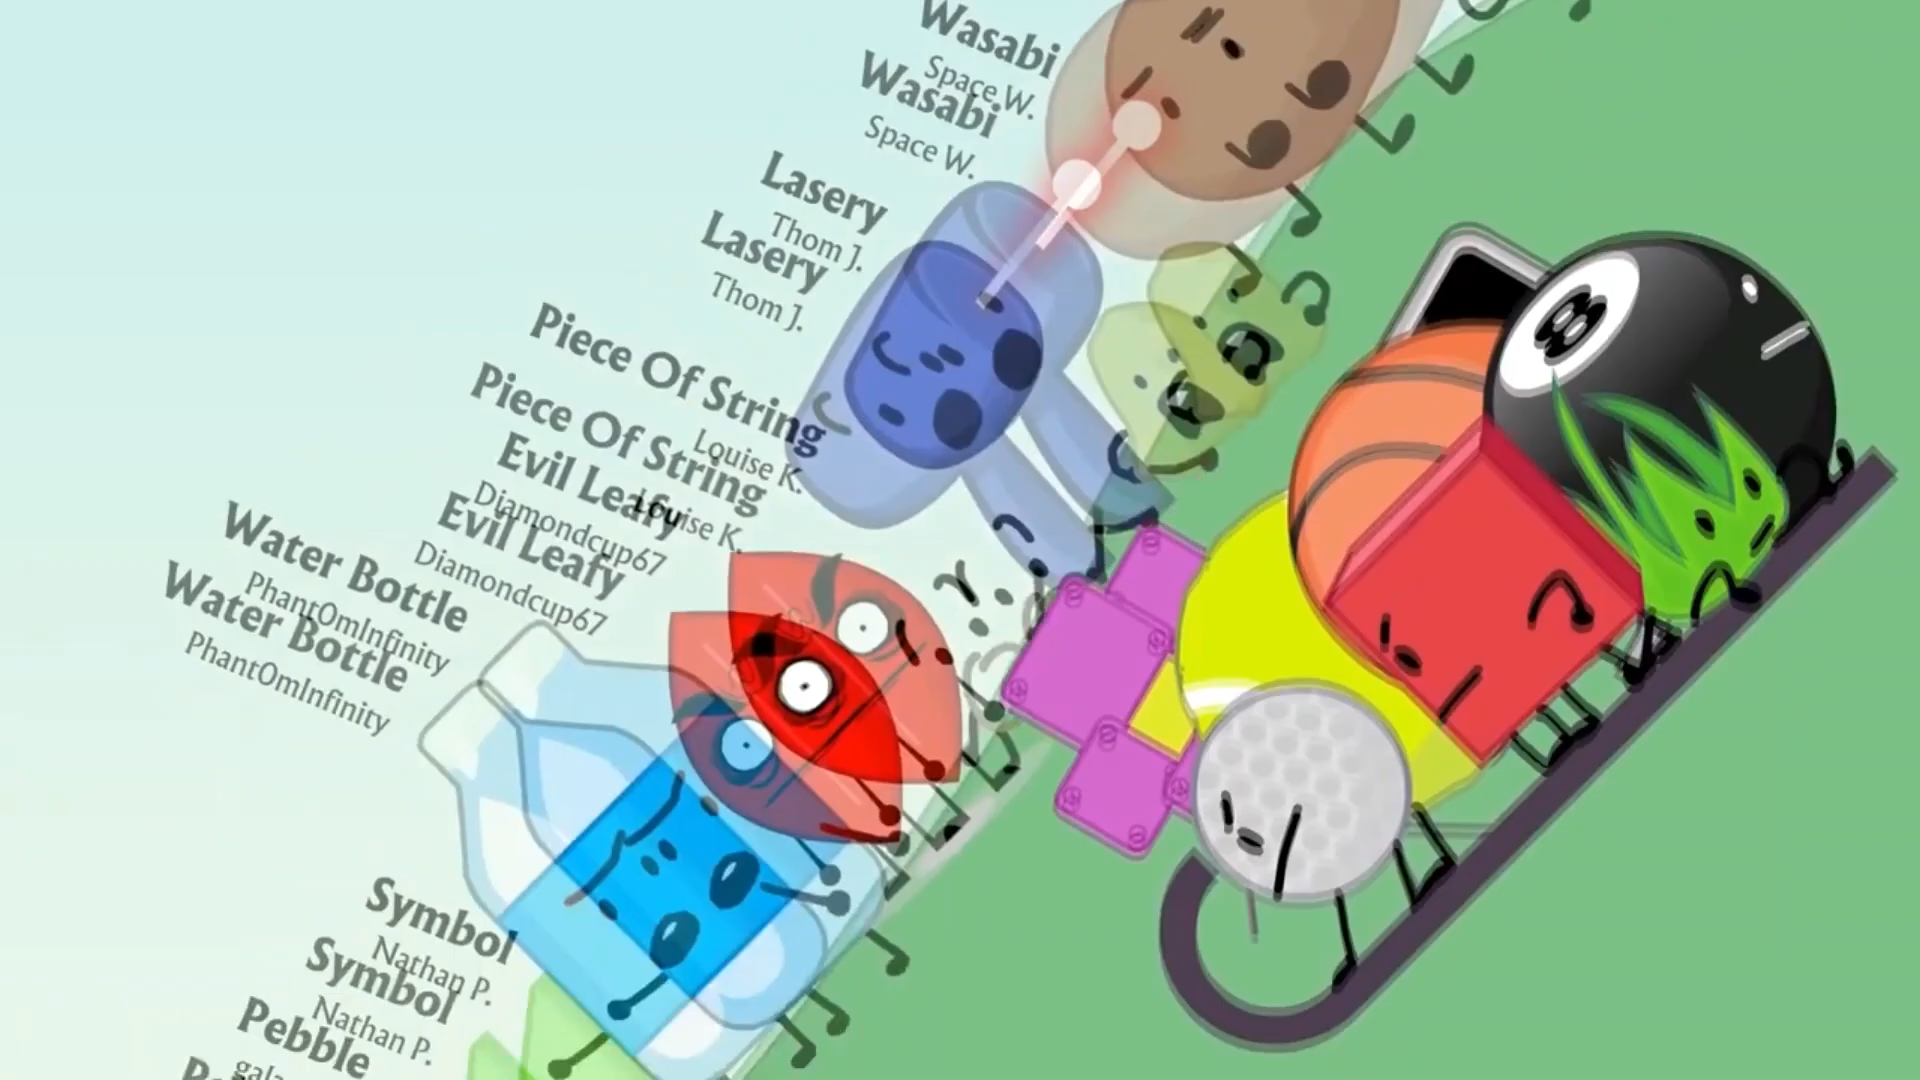 Wasabi
Space W.
Wasabi
Space W.
Lasery
Thom J.
Lasery
Thom J.
Piece Of String
Louise K.
Piece Of String
Louise K.
Evil Leafy
Diamondcup67
Evil Leafy
Diamondcup67
Water Bottle
PhantOmInfinity
Water Bottle
PhantOmInfinity
Symbol
Nathan P.
Symbol
Nathan P.
Pebble
8